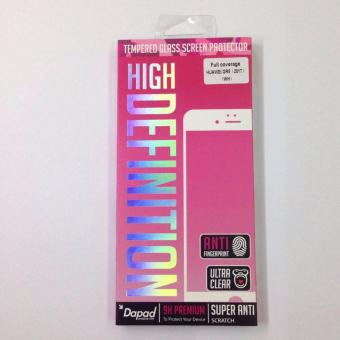 TEMPERED GLASS SCREEN PROTECTOR
HIGH DEFINITION
Full coverage
ANTI
FINGERPRINT
ULTRA
CLEAR
Dapad
9H PREMIUM
To Protect Your Device
SUPER ANTI
SCRATCH